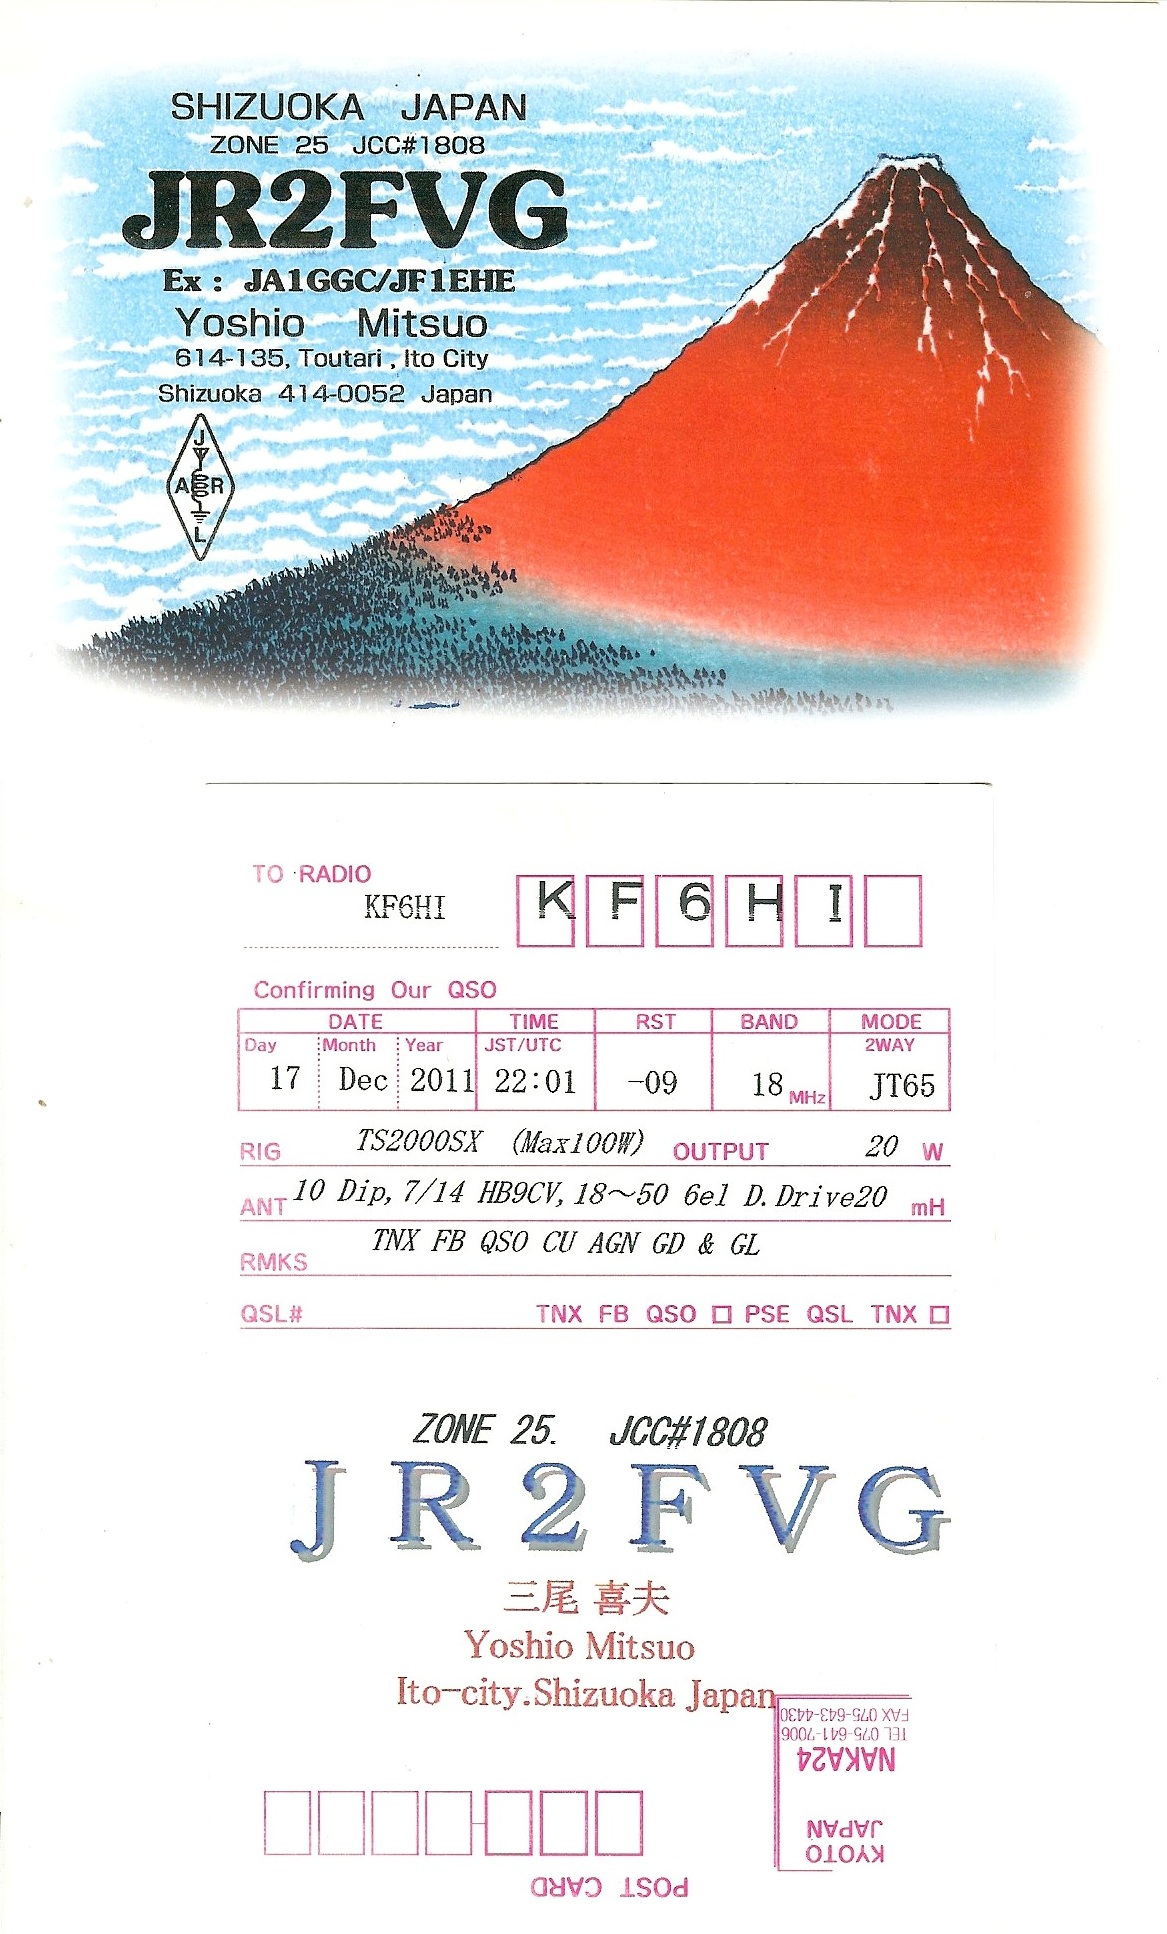 SHIZUOKA JAPAN
ZONE 25 JCC#1808
JR2FVG
Ex : JA1GGC/JF1EHE
Yoshio Mitsuo
614-135, Toutari , Ito City
Shizuoka 414-0052 Japan
J
A R
L
TO RADIO
KF6HI K F 6 H I
Confirming Our QSO
DATE TIME RST BAND MODE
Day Month Year JST/UTC 2WAY
17 Dec 2011 22:01 -09 18 MHz JT65
RIG TS2000SX (Max100W) OUTPUT 20 W
ANT 10 Dip, 7/14 HB9CV, 18～50 6el D. Drive20 mH
RMKS TNX FB QSO CU AGN GD & GL
QSL# TNX FB QSO □ PSE QSL TNX □
ZONE 25. JCC#1808
JR2FVG
三尾 喜夫
Yoshio Mitsuo
Ito-city.Shizuoka Japan
POST CARD
KYOTO
JAPAN
NAKA24
TEL 075-641-7006
FAX 075-643-4430